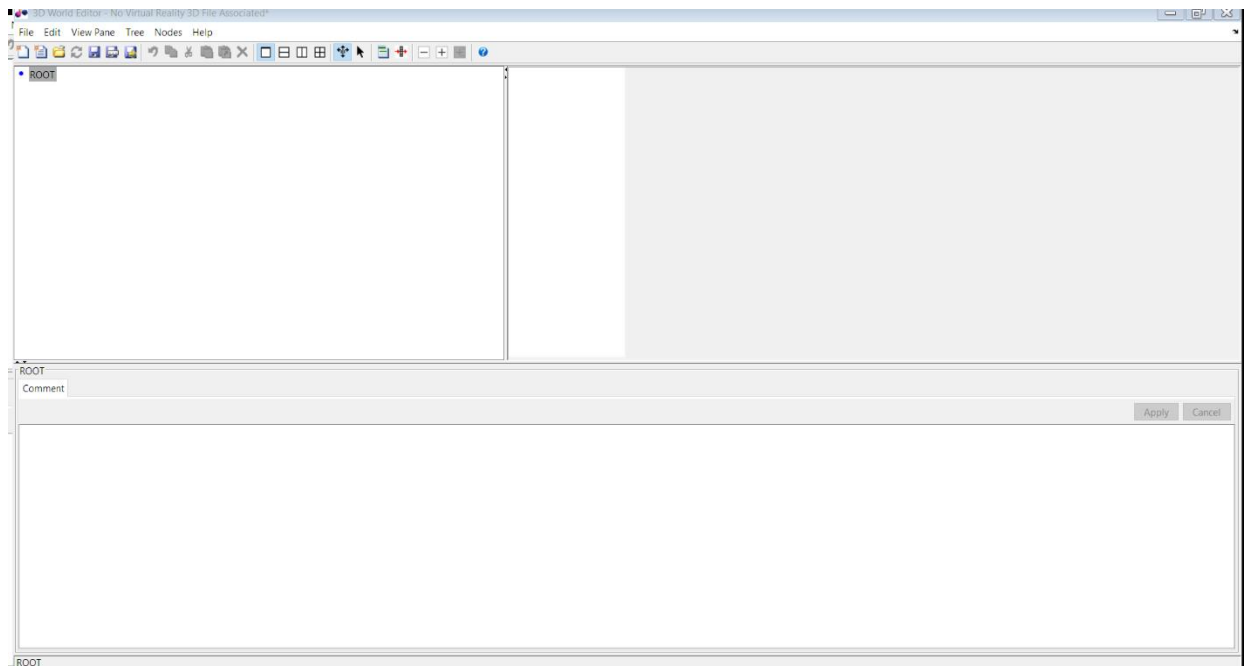 3D World Editor - No Virtual Reality 3D File Associated*
File Edit View Pane Tree Nodes Help
ROOT
ROOT
Comment
Apply Cancel
ROOT